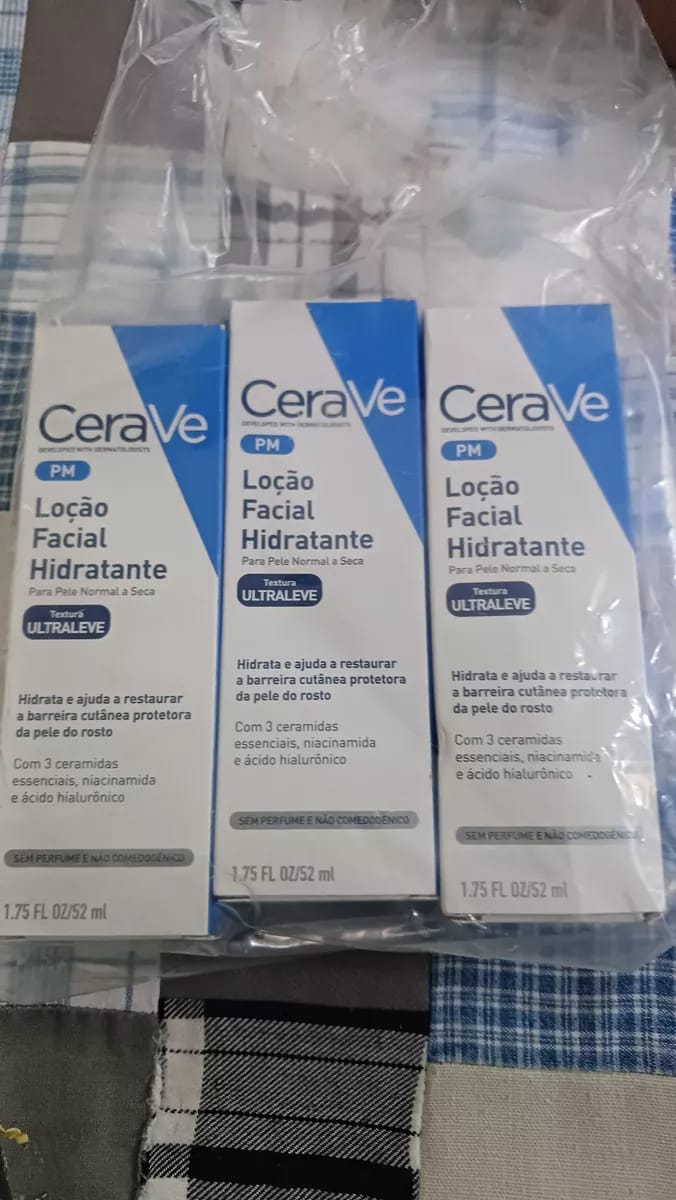 CeraVe
DEVELOPED WITH DERMATOLOGISTS
PM
Loção
Facial
Hidratante
Para Pele Normal a Seca
Textura
ULTRALEVE
Hidrata e ajuda a restaurar
a barreira cutânea protetora
da pele do rosto
Com 3 ceramidas
essenciais, niacinamida
e ácido hialurônico
SEM PERFUME E NÃO COMEDOGÊNICO
1.75 FL OZ/52 ml
CeraVe
DEVELOPED WITH DERMATOLOGISTS
PM
Loção
Facial
Hidratante
Para Pele Normal a Seca
Textura
ULTRALEVE
Hidrata e ajuda a restaurar
a barreira cutânea protetora
da pele do rosto
Com 3 ceramidas
essenciais, niacinamida
e ácido hialurônico
SEM PERFUME E NÃO COMEDOGÊNICO
1.75 FL OZ/52 ml
CeraVe
DEVELOPED WITH DERMATOLOGISTS
PM
Loção
Facial
Hidratante
Para Pele Normal a Seca
Textura
ULTRALEVE
Hidrata e ajuda a restaurar
a barreira cutânea protetora
da pele do rosto
Com 3 ceramidas
essenciais, niacinamida
e ácido hialurônico
SEM PERFUME E NÃO COMEDOGÊNICO
1.75 FL OZ/52 ml